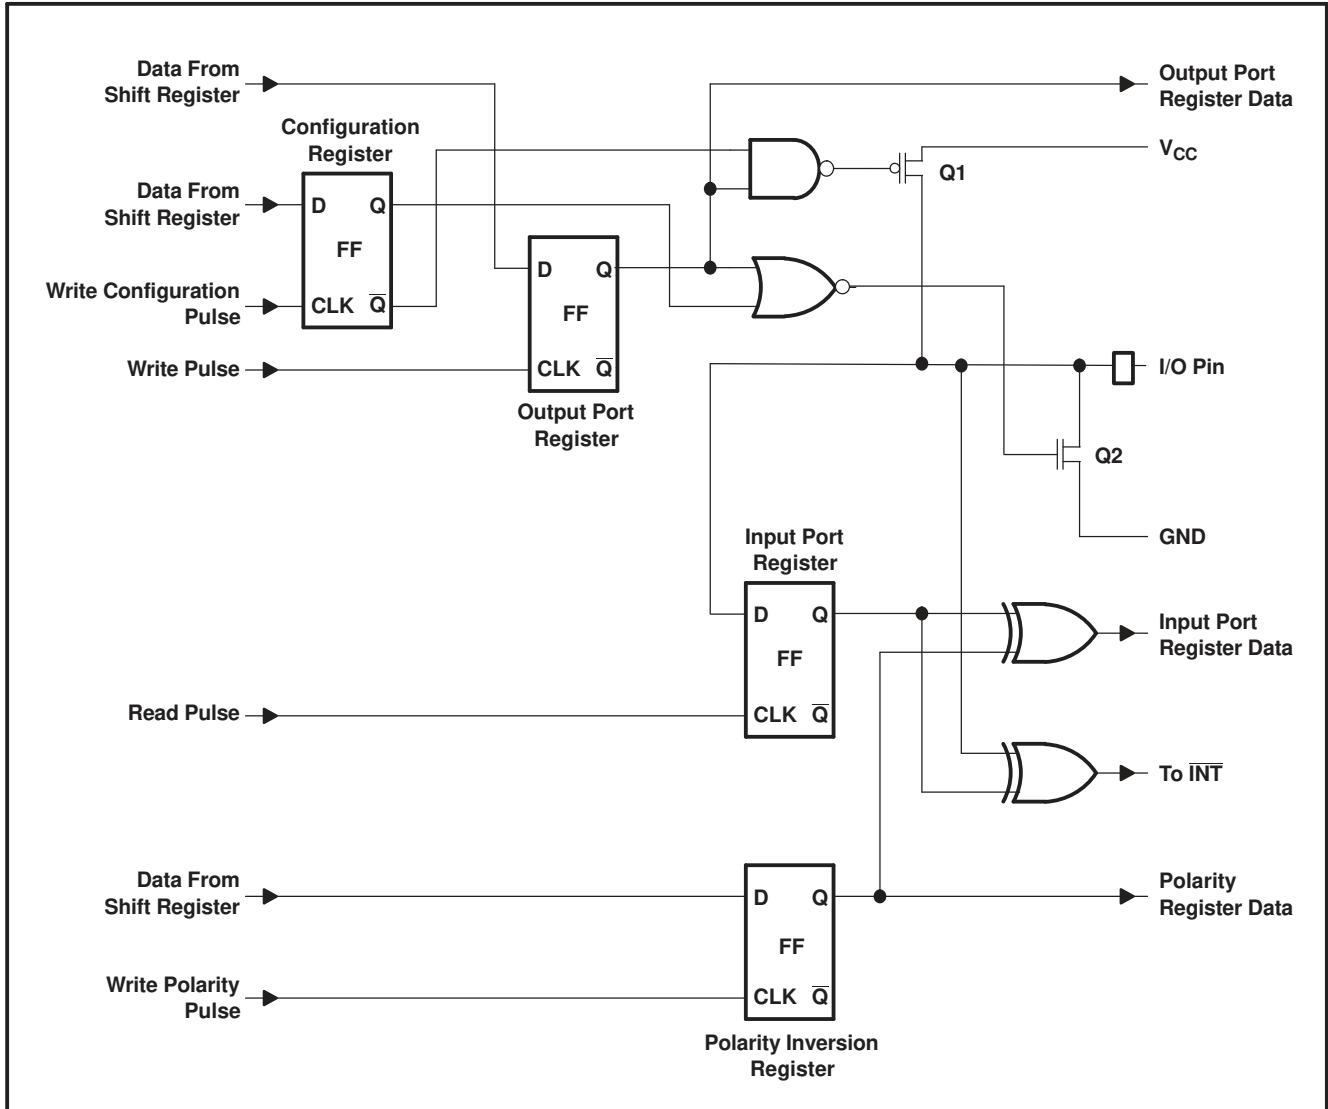 Data From
Shift Register
Output Port
Register Data
Configuration
Register
V_CC
Q1
Data From
Shift Register
D
Q
FF
D
Q
Write Configuration
Pulse
CLK
Q̅
FF
Write Pulse
CLK
Q̅
I/O Pin
Output Port
Register
Q2
Input Port
Register
GND
D
Q
Input Port
Register Data
FF
Read Pulse
CLK
Q̅
To I̅N̅T̅
Data From
Shift Register
D
Q
Polarity
Register Data
FF
Write Polarity
Pulse
CLK
Q̅
Polarity Inversion
Register